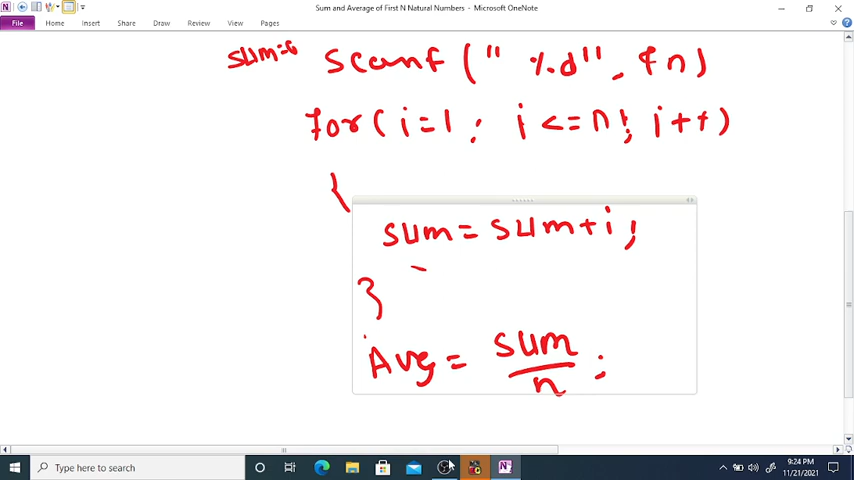 Sum and Average of First N Natural Numbers - Microsoft OneNote
File Home Insert Share Draw Review View Pages
sum=0 scanf (" %d", &n)
for( i=1 ; i <= n; i++)
{
sum = sum+i ;
}
Avg = sum/n ;
Type here to search
9:24 PM
11/21/2021